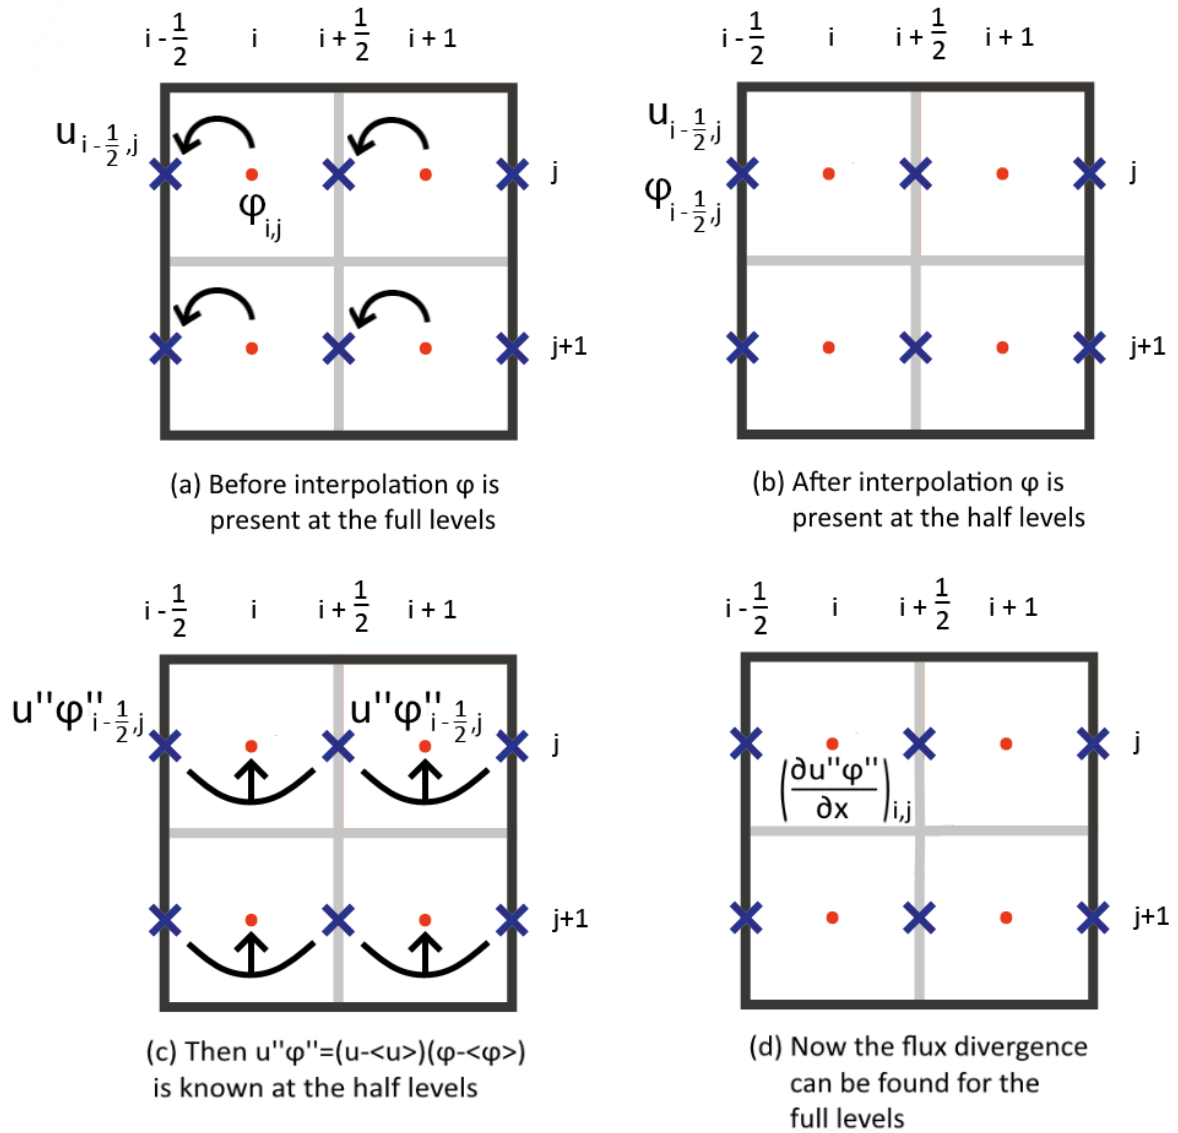 i - 1/2 i i + 1/2 i + 1
i - 1/2 i i + 1/2 i + 1
u i - 1/2 ,j
j
φ i,j
j+1
u i - 1/2 ,j
φ i - 1/2 ,j
j
j+1
(a) Before interpolation φ is
present at the full levels
(b) After interpolation φ is
present at the half levels
i - 1/2 i i + 1/2 i + 1
i - 1/2 i i + 1/2 i + 1
u''φ'' i - 1/2 ,j
u''φ'' i - 1/2 ,j
j
j+1
j
(∂u''φ''/∂x) i,j
j+1
(c) Then u''φ''=(u-<u>)(φ-<φ>)
is known at the half levels
(d) Now the flux divergence
can be found for the
full levels